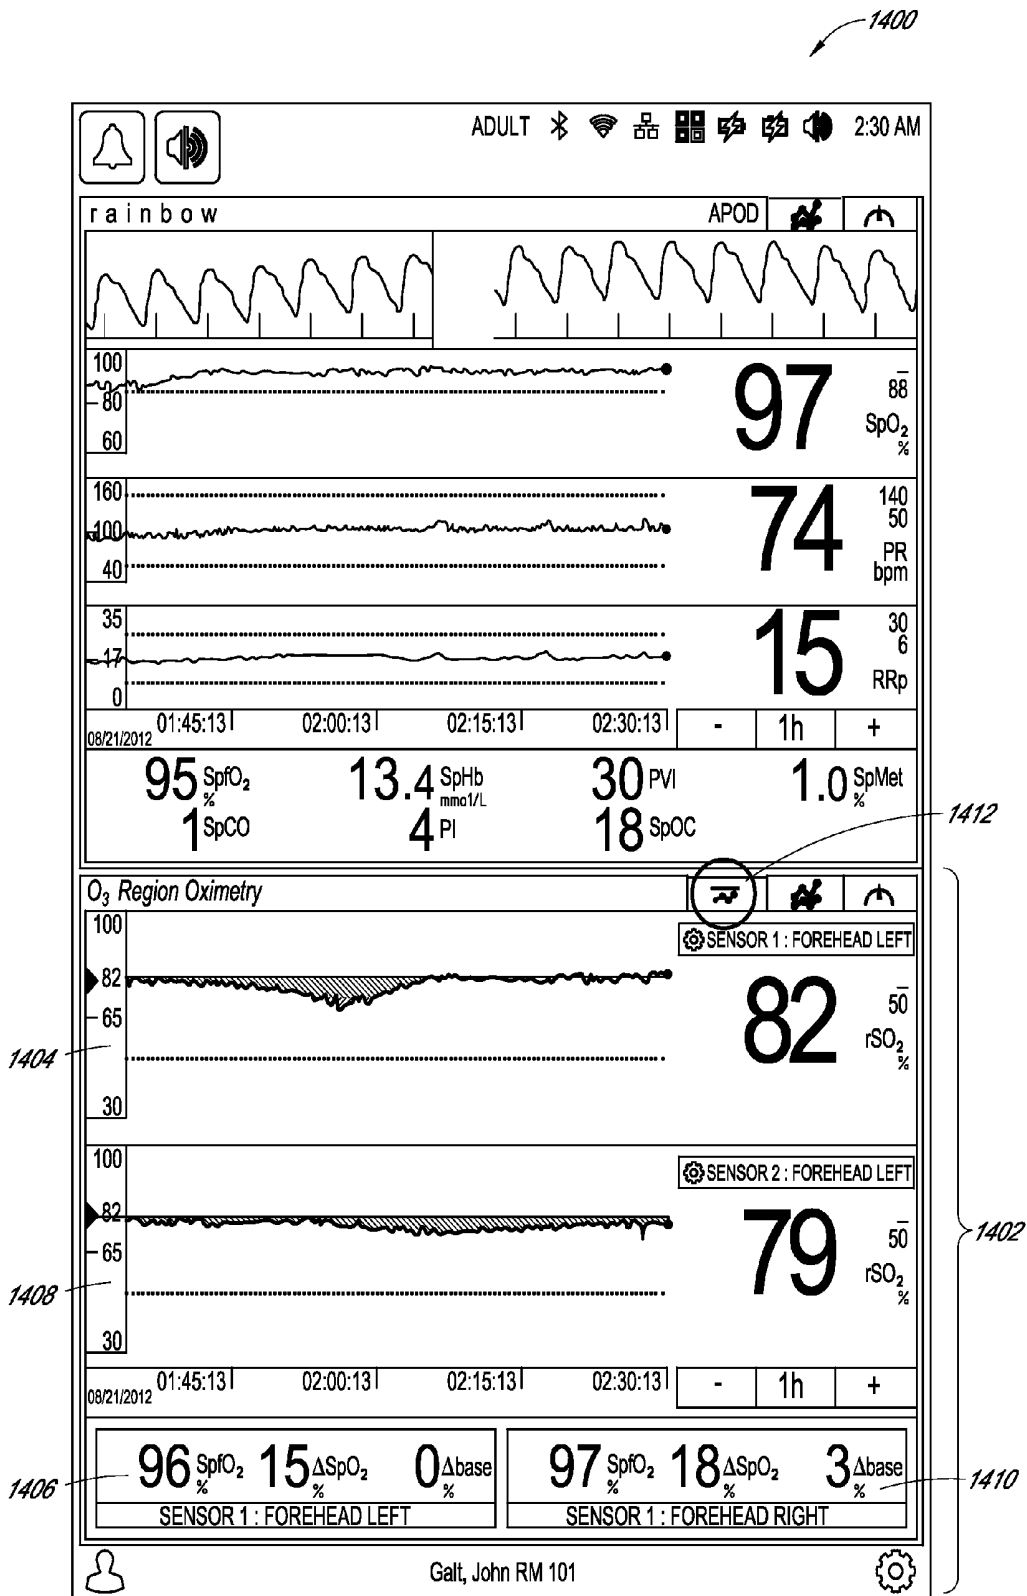 1400
ADULT 2:30 AM
rainbow APOD
100
80
60
97
88
SpO2
%
160
100
40
74
140
50
PR
bpm
35
17
0
15
30
6
RRp
08/21/2012 01:45:13 02:00:13 02:15:13 02:30:13 - 1h +
95 SpfO2 % 13.4 SpHb mmo1/L 30 PVI 1.0 SpMet %
1 SpCO 4 PI 18 SpOC
1412
O3 Region Oximetry
SENSOR 1 : FOREHEAD LEFT
100
82
65
30
82
50
rSO2
%
1404
SENSOR 2 : FOREHEAD LEFT
100
82
65
30
79
50
rSO2
%
1402
1408
08/21/2012 01:45:13 02:00:13 02:15:13 02:30:13 - 1h +
96 SpfO2 % 15 ΔSpO2 % 0 Δbase %
SENSOR 1 : FOREHEAD LEFT
1406
97 SpfO2 % 18 ΔSpO2 % 3 Δbase %
SENSOR 1 : FOREHEAD RIGHT
1410
Galt, John RM 101